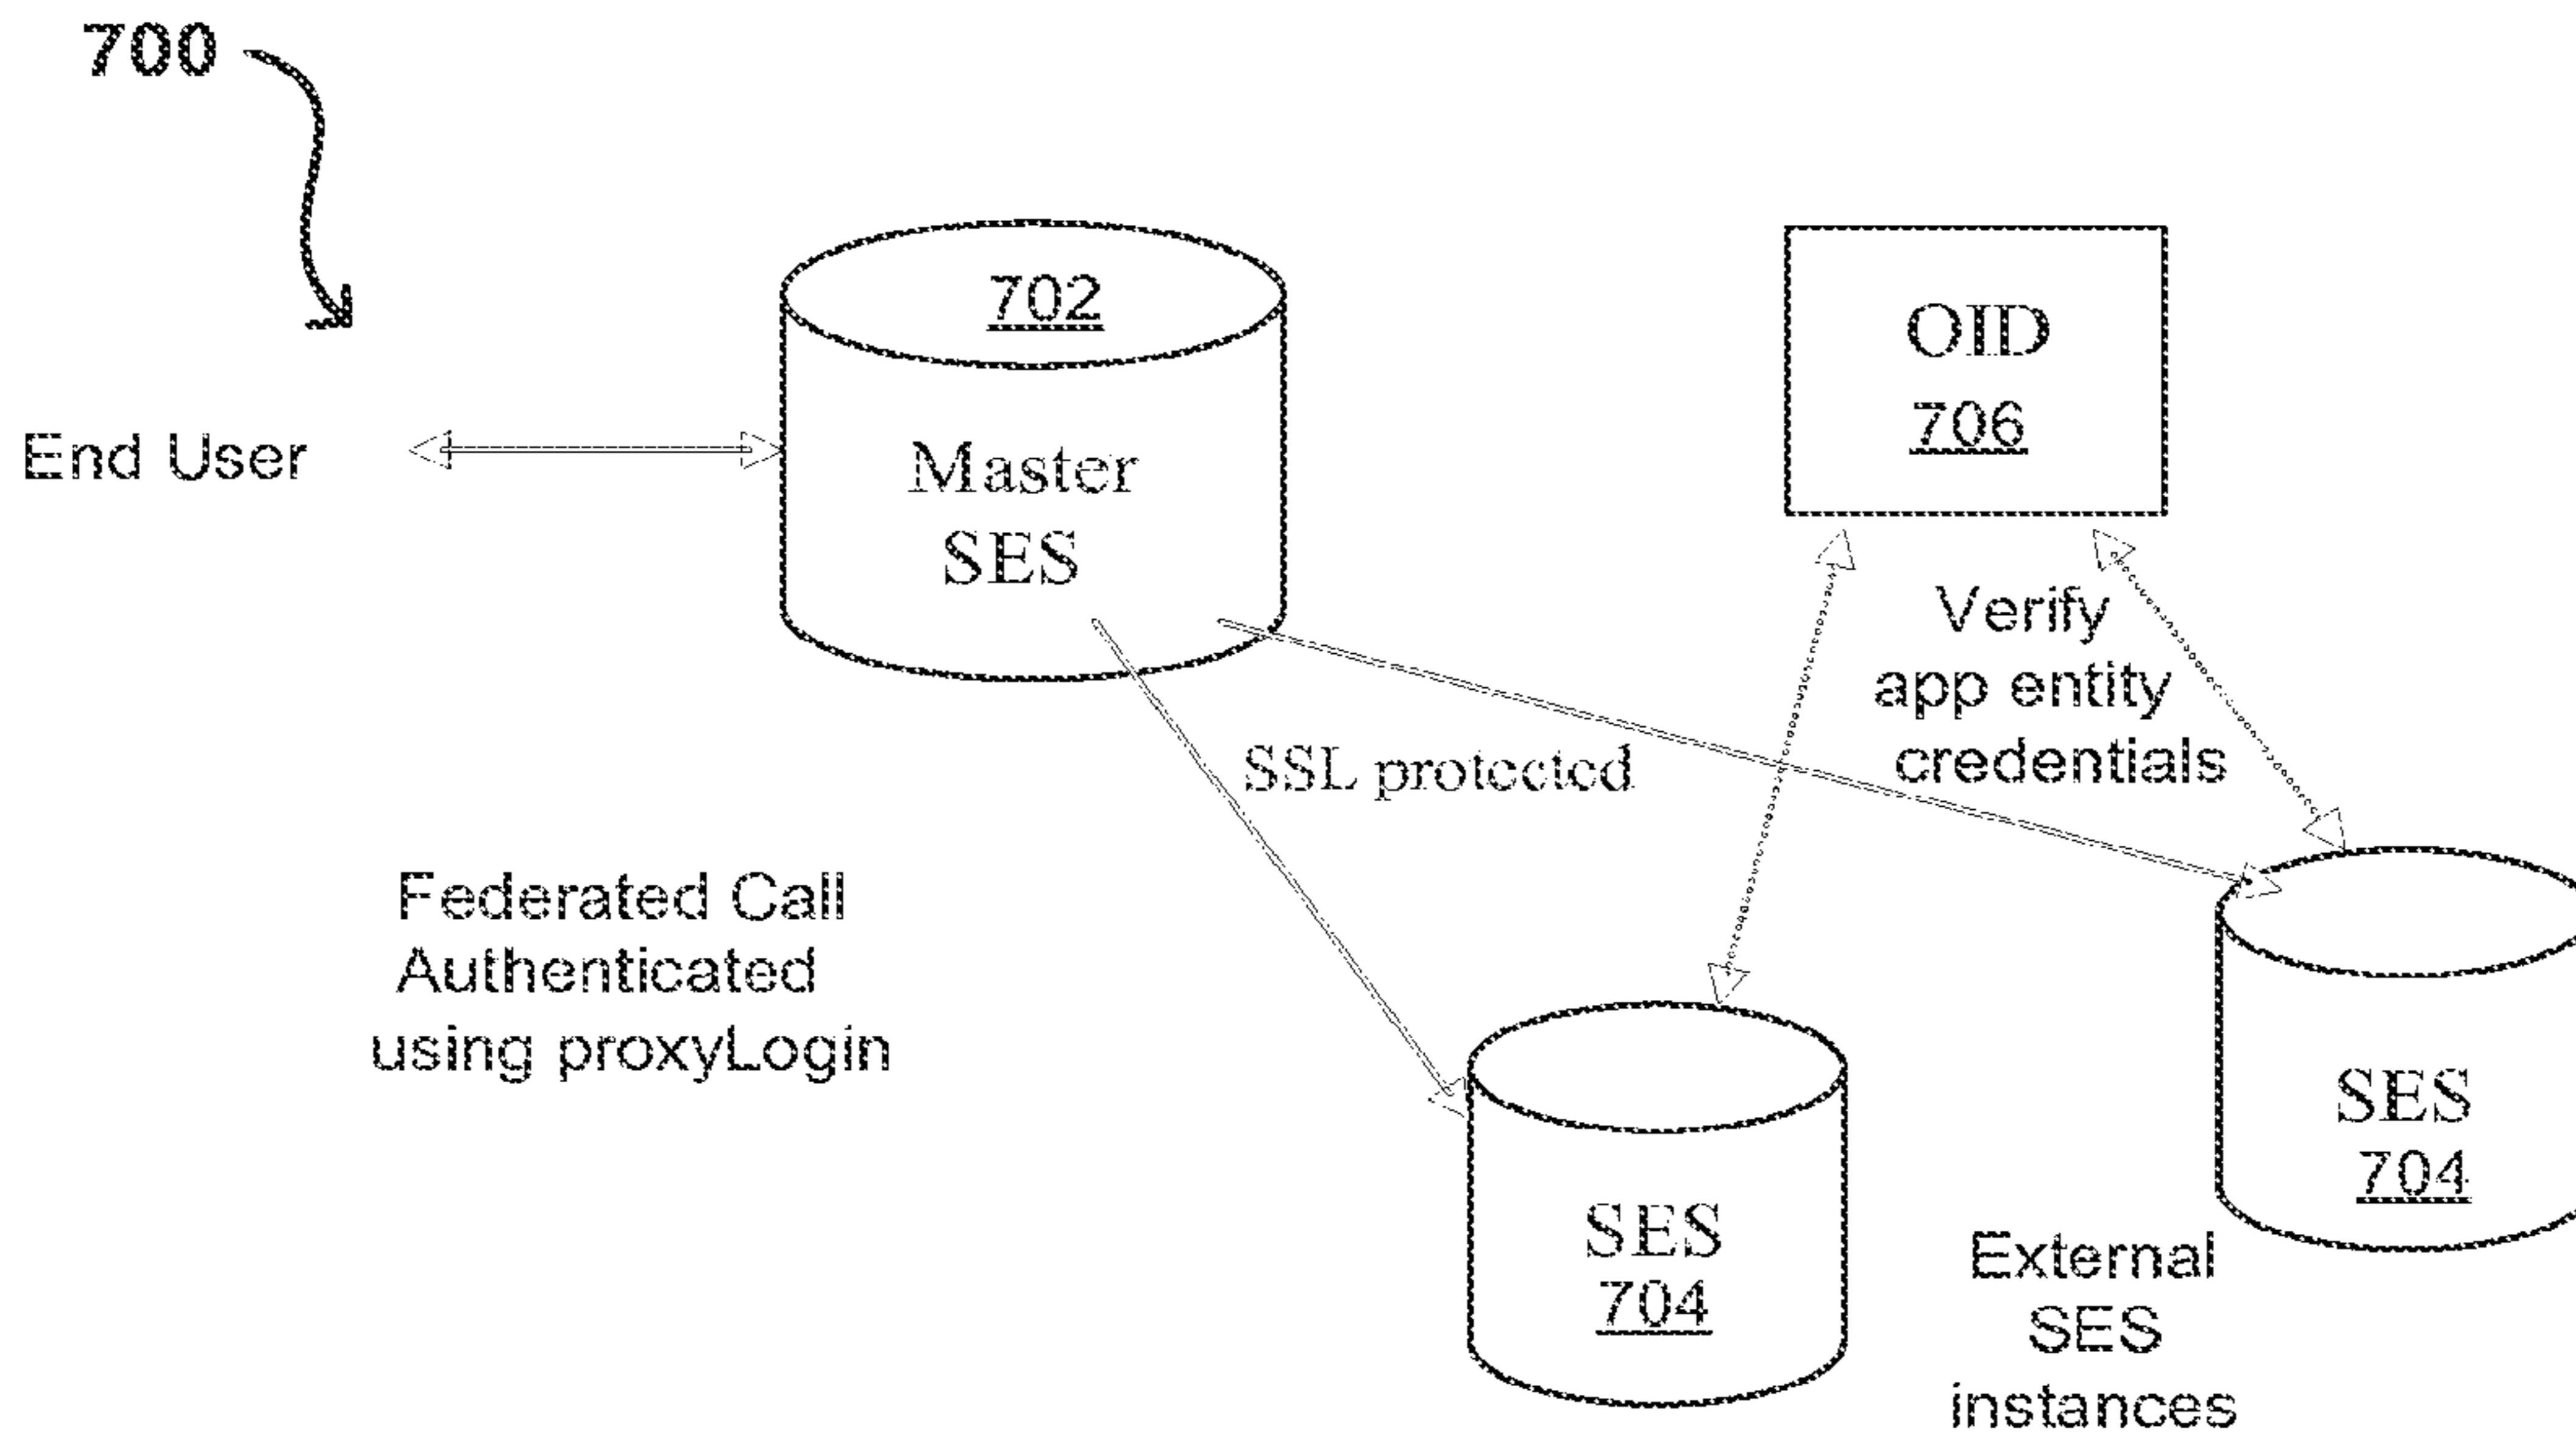 700
702
OID
706
End User
Master
SES
Verify
app entity
credentials
SSL protected
Federated Call
Authenticated
using proxyLogin
SES
704
SES
704
External
SES
instances